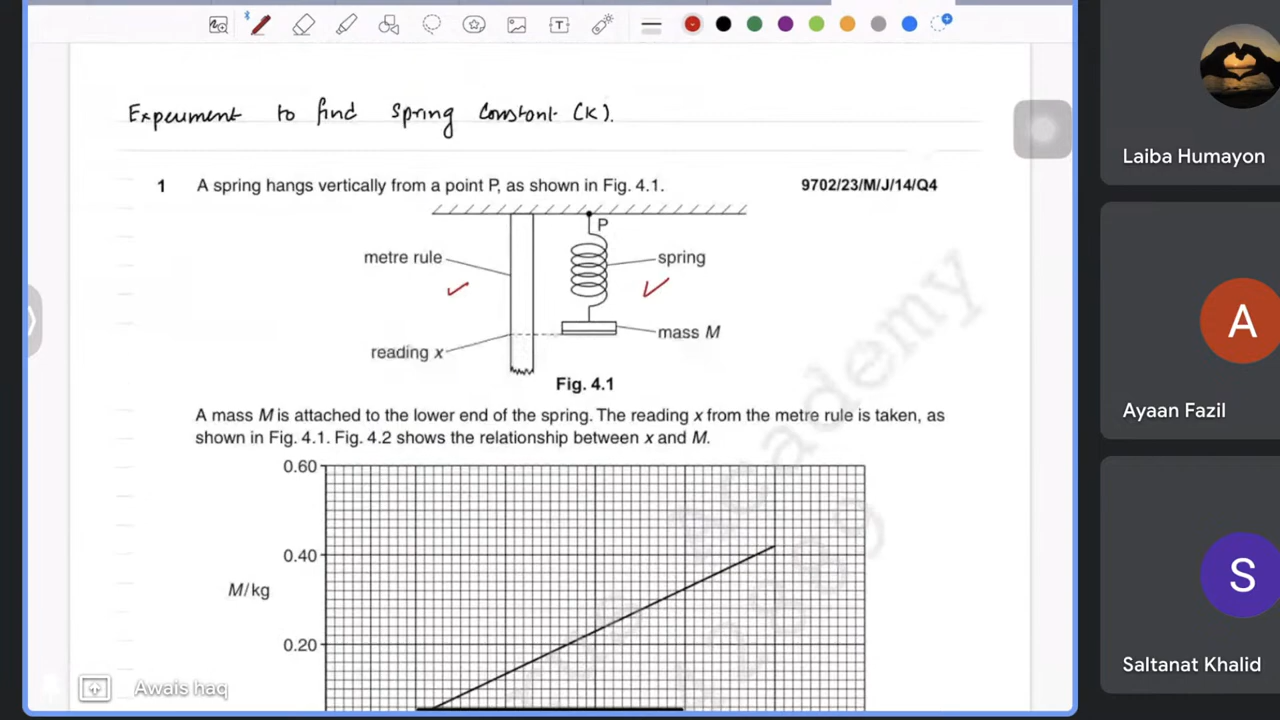 Laiba Humayon
Experment to find Spring Constant (K).
1 A spring hangs vertically from a point P, as shown in Fig. 4.1. 9702/23/M/J/14/Q4
P
metre rule
spring
mass M
reading x
Fig. 4.1
A mass M is attached to the lower end of the spring. The reading x from the metre rule is taken, as
shown in Fig. 4.1. Fig. 4.2 shows the relationship between x and M.
0.60
0.40
M/kg
0.20
Academy
A
Ayaan Fazil
S
Saltanat Khalid
Awais haq
T